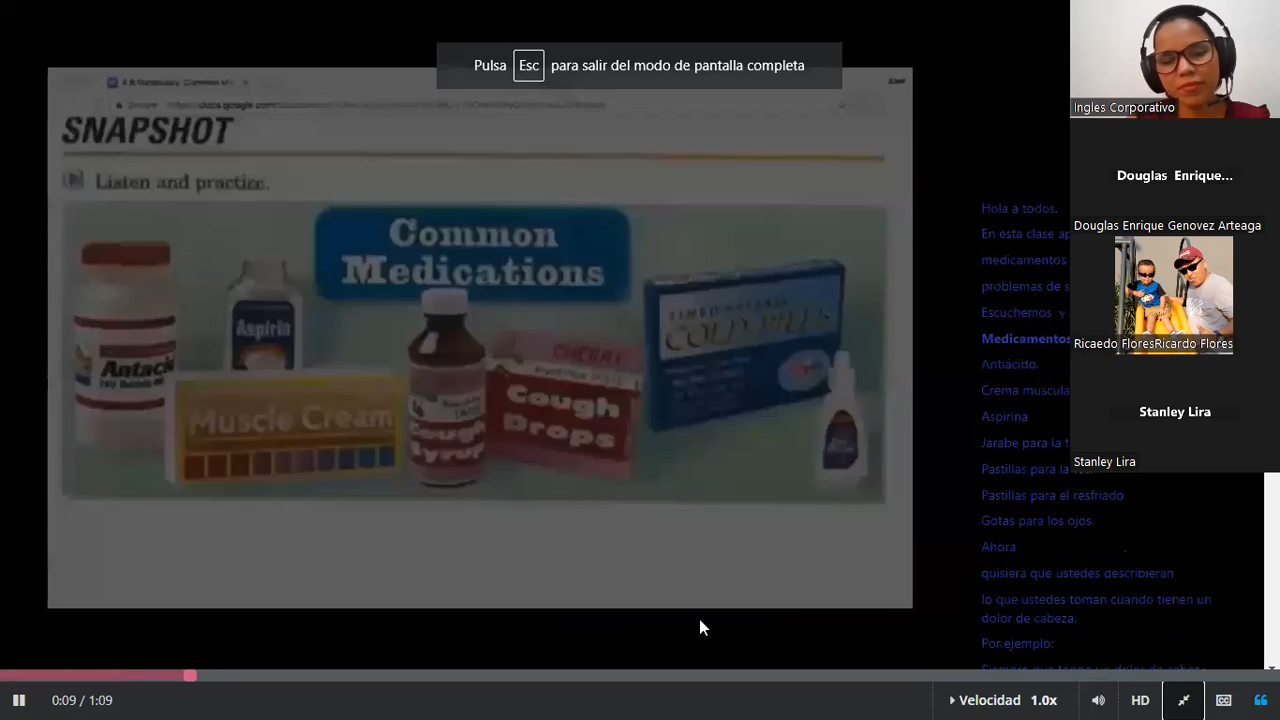 Pulsa Esc para salir del modo de pantalla completa
SNAPSHOT
Listen and practice.
Common
Medications
Aspirin
Antacid
Muscle Cream
Cough
Syrup
CHERRY
Cough
Drops
TIMED RELEASE
COLD PILLS
Ingles Corporativo
Douglas Enrique...
Douglas Enrique Genovez Arteaga
Ricaedo FloresRicardo Flores
Stanley Lira
Stanley Lira
Hola a todos.
En esta clase
medicamentos
problemas de
Escuchemos y
Medicamentos
Antiácido.
Crema
Aspirina
Jarabe para la
Pastillas para la
Pastillas para el resfriado
Gotas para los ojos.
Ahora
quisiera que ustedes describieran
lo que ustedes toman cuando tienen un
dolor de cabeza.
Por ejemplo:
0:09 / 1:09
Velocidad 1.0x
HD
CC